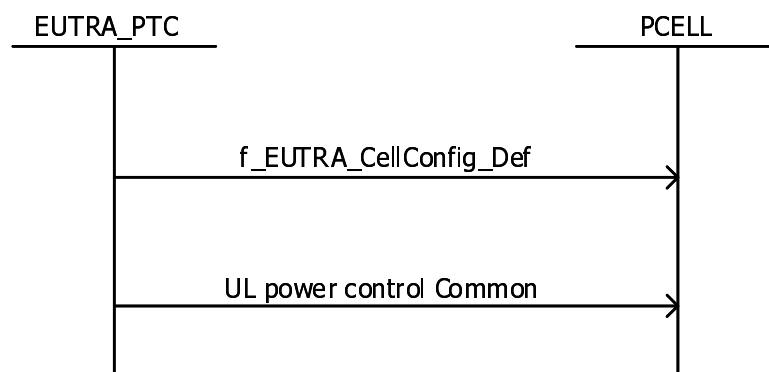 EUTRA_PTC
PCELL
f_EUTRA_CellConfig_Def
UL power control Common